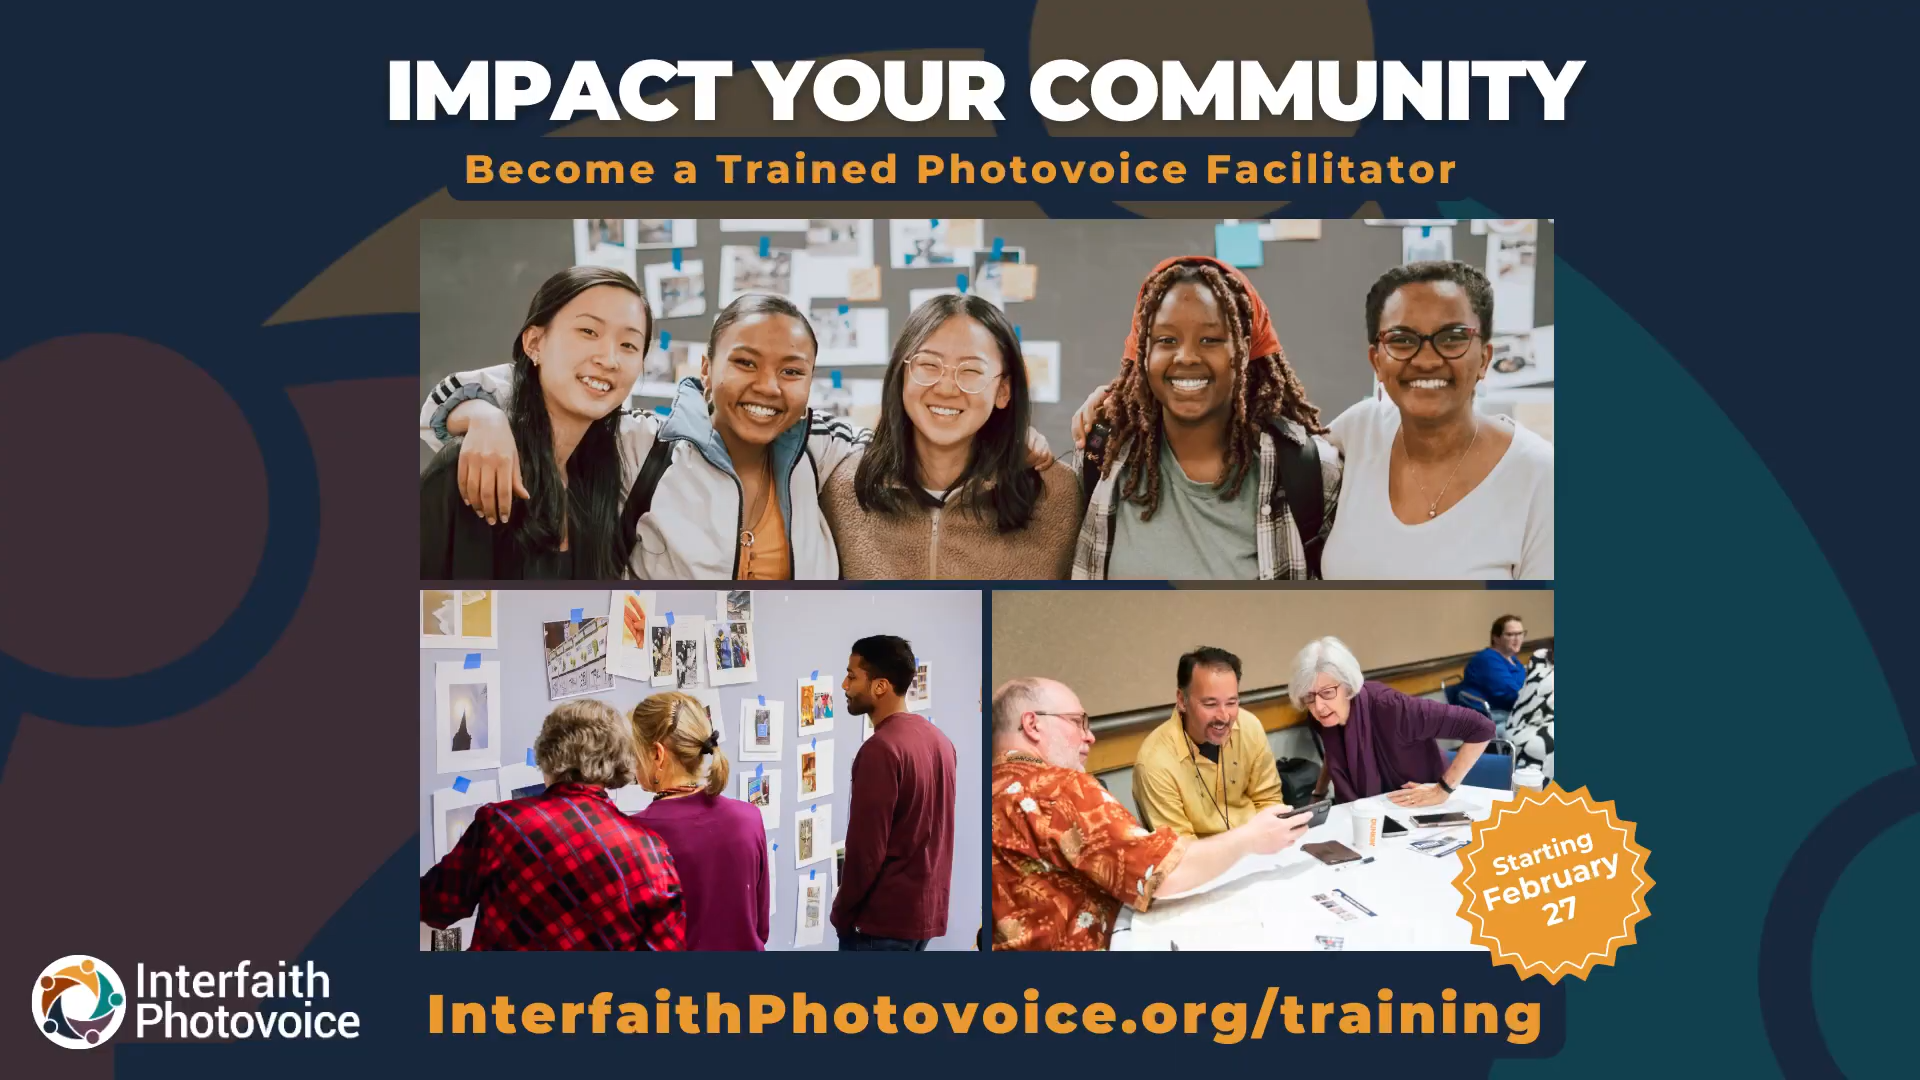 IMPACT YOUR COMMUNITY
Become a Trained Photovoice Facilitator
Starting
February
27
Interfaith
Photovoice
InterfaithPhotovoice.org/training